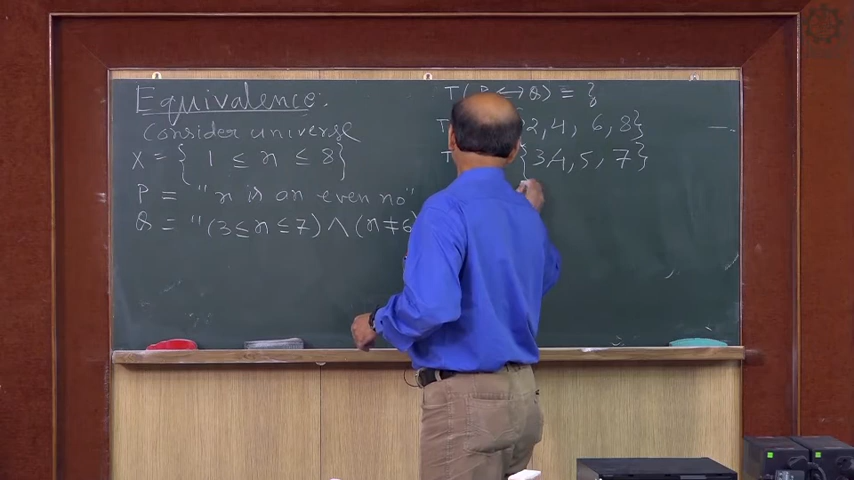 Equivalence:
Consider universe
X = { 1 ≤ n ≤ 8 }
P = "n is an even no"
Q = "(3 ≤ n ≤ 7) ∧ (n ≠ 6
T(P ↔ Q) = {
T 2, 4, 6, 8}
T {3, 4, 5, 7}